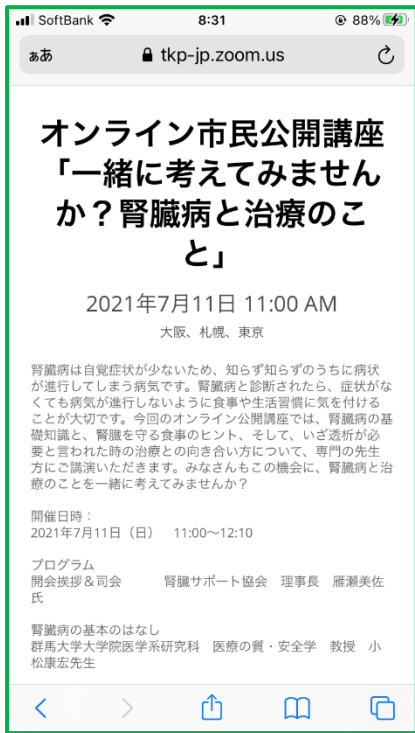 SoftBank 8:31 88%
ぁあ tkp-jp.zoom.us
オンライン市民公開講座
「一緒に考えてみません
か？腎臓病と治療のこ
と」
2021年7月11日 11:00 AM
大阪、札幌、東京
腎臓病は自覚症状が少ないため、知らず知らずのうちに病状
が進行してしまう病気です。腎臓病と診断されたら、症状がな
くても病気が進行しないように食事や生活習慣に気を付ける
ことが大切です。今回のオンライン公開講座では、腎臓病の基
礎知識と、腎臓を守る食事のヒント、そして、いざ透析が必
要と言われた時の治療との向き合い方について、専門の先生
方にご講演いただきます。みなさんもこの機会に、腎臓病と治
療のことを一緒に考えてみませんか？
開催日時：
2021年7月11日（日） 11:00～12:10
プログラム
開会挨拶＆司会 腎臓サポート協会 理事長 雁瀬美佐
氏
腎臓病の基本のはなし
群馬大学大学院医学系研究科 医療の質・安全学 教授 小
松康宏先生